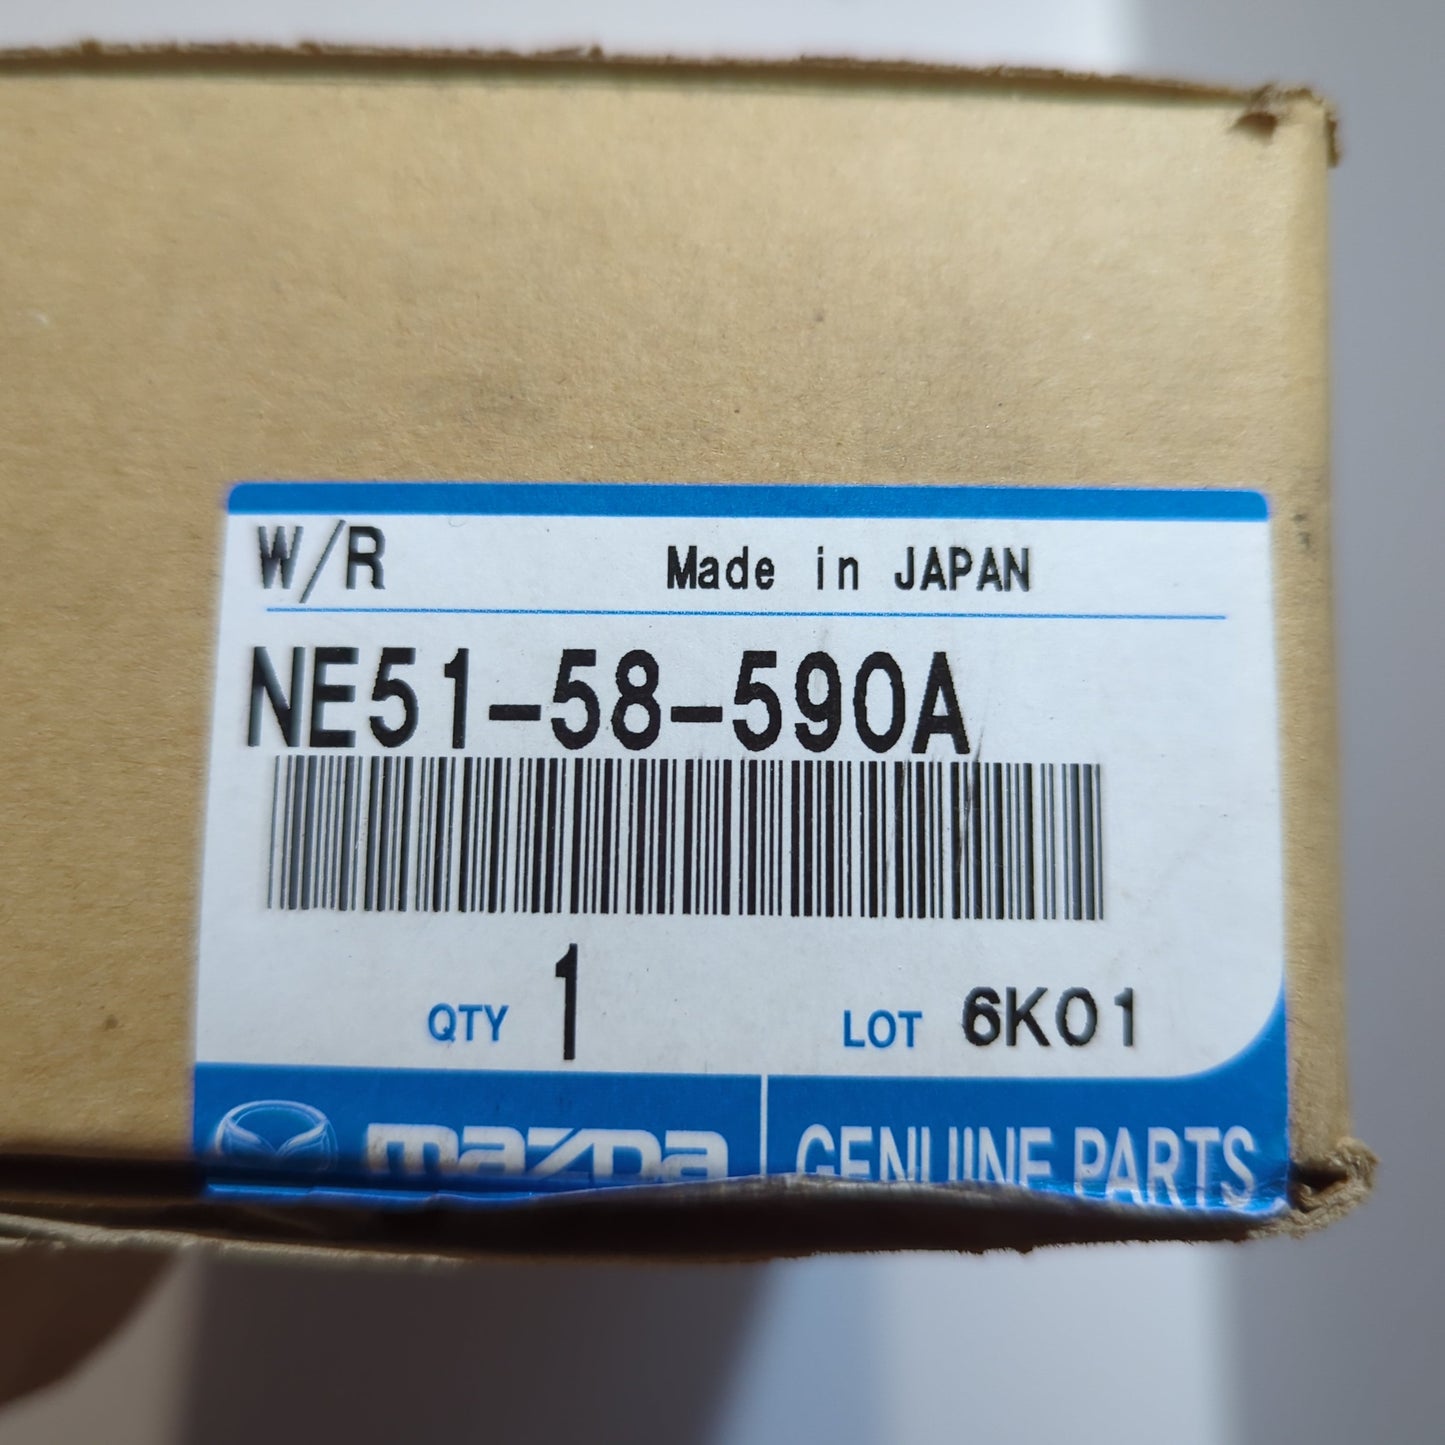 W/R Made in JAPAN
NE51-58-590A
QTY 1 LOT 6K01
mazda GENUINE PARTS